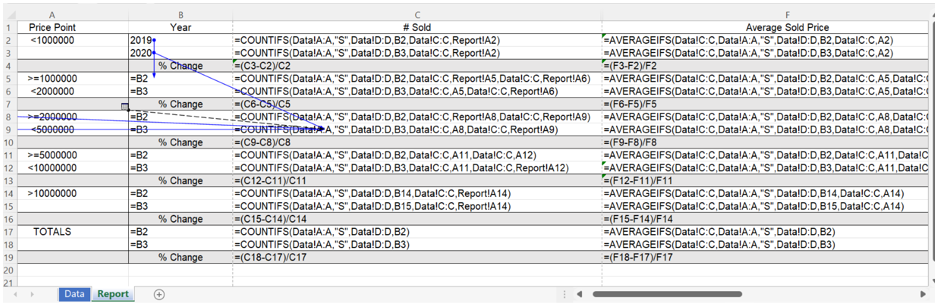 A B C F
1 Price Point Year # Sold Average Sold Price
2 <1000000 2019 =COUNTIFS(Data!A:A,"S",Data!D:D,B2,Data!C:C,Report!A2) =AVERAGEIFS(Data!C:C,Data!A:A,"S",Data!D:D,B2,Data!C:C,A2)
3 2020 =COUNTIFS(Data!A:A,"S",Data!D:D,B3,Data!C:C,Report!A2) =AVERAGEIFS(Data!C:C,Data!A:A,"S",Data!D:D,B3,Data!C:C,A2)
4 % Change =(C3-C2)/C2 =(F3-F2)/F2
5 >=1000000 =B2 =COUNTIFS(Data!A:A,"S",Data!D:D,B2,Data!C:C,Report!A5,Data!C:C,Report!A6) =AVERAGEIFS(Data!C:C,Data!A:A,"S",Data!D:D,B2,Data!C:C,A5,Data!C:
6 <2000000 =B3 =COUNTIFS(Data!A:A,"S",Data!D:D,B3,Data!C:C,A5,Data!C:C,Report!A6) =AVERAGEIFS(Data!C:C,Data!A:A,"S",Data!D:D,B3,Data!C:C,A5,Data!C:
7 % Change =(C6-C5)/C5 =(F6-F5)/F5
8 >=2000000 =B2 =COUNTIFS(Data!A:A,"S",Data!D:D,B2,Data!C:C,Report!A8,Data!C:C,Report!A9) =AVERAGEIFS(Data!C:C,Data!A:A,"S",Data!D:D,B2,Data!C:C,A8,Data!C:
9 <5000000 =B3 =COUNTIFS(Data!A:A,"S",Data!D:D,B3,Data!C:C,A8,Data!C:C,Report!A9) =AVERAGEIFS(Data!C:C,Data!A:A,"S",Data!D:D,B3,Data!C:C,A8,Data!C:
10 % Change =(C9-C8)/C8 =(F9-F8)/F8
11 >=5000000 =B2 =COUNTIFS(Data!A:A,"S",Data!D:D,B2,Data!C:C,A11,Data!C:C,A12) =AVERAGEIFS(Data!C:C,Data!A:A,"S",Data!D:D,B2,Data!C:C,A11,Data!C
12 <10000000 =B3 =COUNTIFS(Data!A:A,"S",Data!D:D,B3,Data!C:C,A11,Data!C:C,Report!A12) =AVERAGEIFS(Data!C:C,Data!A:A,"S",Data!D:D,B3,Data!C:C,A11,Data!C
13 % Change =(C12-C11)/C11 =(F12-F11)/F11
14 >10000000 =B2 =COUNTIFS(Data!A:A,"S",Data!D:D,B14,Data!C:C,Report!A14) =AVERAGEIFS(Data!C:C,Data!A:A,"S",Data!D:D,B14,Data!C:C,A14)
15 =B3 =COUNTIFS(Data!A:A,"S",Data!D:D,B15,Data!C:C,Report!A14) =AVERAGEIFS(Data!C:C,Data!A:A,"S",Data!D:D,B15,Data!C:C,A14)
16 % Change =(C15-C14)/C14 =(F15-F14)/F14
17 TOTALS =B2 =COUNTIFS(Data!A:A,"S",Data!D:D,B2) =AVERAGEIFS(Data!C:C,Data!A:A,"S",Data!D:D,B2)
18 =B3 =COUNTIFS(Data!A:A,"S",Data!D:D,B3) =AVERAGEIFS(Data!C:C,Data!A:A,"S",Data!D:D,B3)
19 % Change =(C18-C17)/C17 =(F18-F17)/F17
20
21
Data Report